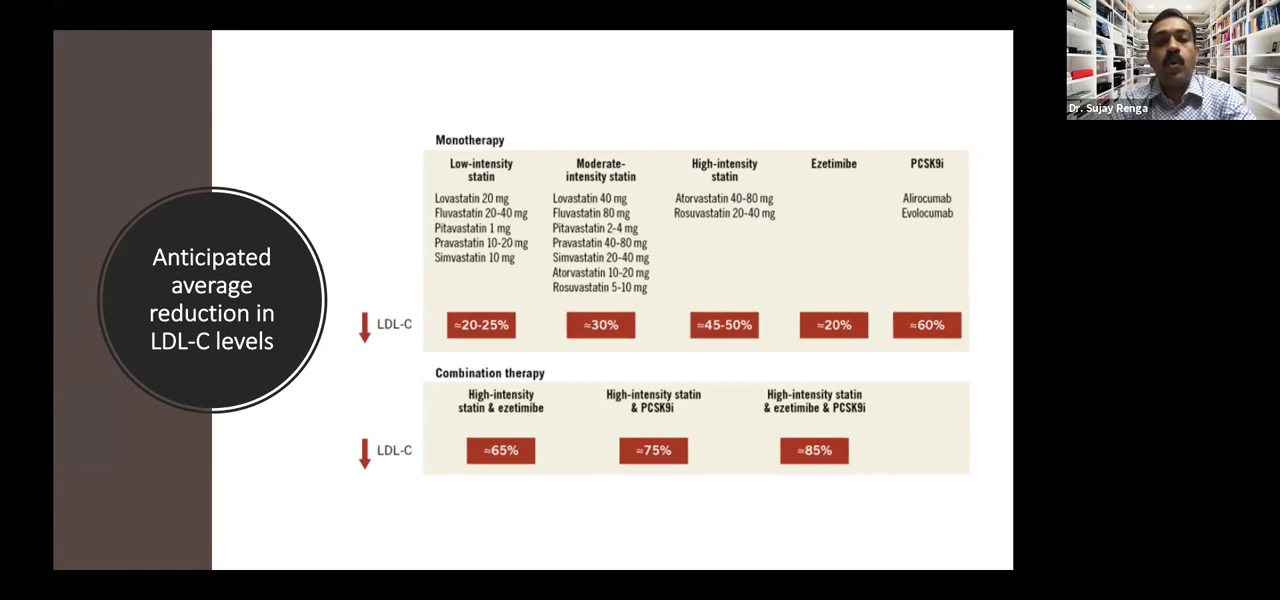 Dr. Sujay Renga
Anticipated
average
reduction in
LDL-C levels
Monotherapy
Low-intensity
statin
Lovastatin 20 mg
Fluvastatin 20-40 mg
Pitavastatin 1 mg
Pravastatin 10-20 mg
Simvastatin 10 mg
Moderate-
intensity statin
Lovastatin 40 mg
Fluvastatin 80 mg
Pitavastatin 2-4 mg
Pravastatin 40-80 mg
Simvastatin 20-40 mg
Atorvastatin 10-20 mg
Rosuvastatin 5-10 mg
High-intensity
statin
Atorvastatin 40-80 mg
Rosuvastatin 20-40 mg
Ezetimibe
PCSK9i
Alirocumab
Evolocumab
LDL-C
≈20-25%
≈30%
≈45-50%
≈20%
≈60%
Combination therapy
High-intensity
statin & ezetimibe
High-intensity statin
& PCSK9i
High-intensity statin
& ezetimibe & PCSK9i
LDL-C
≈65%
≈75%
≈85%